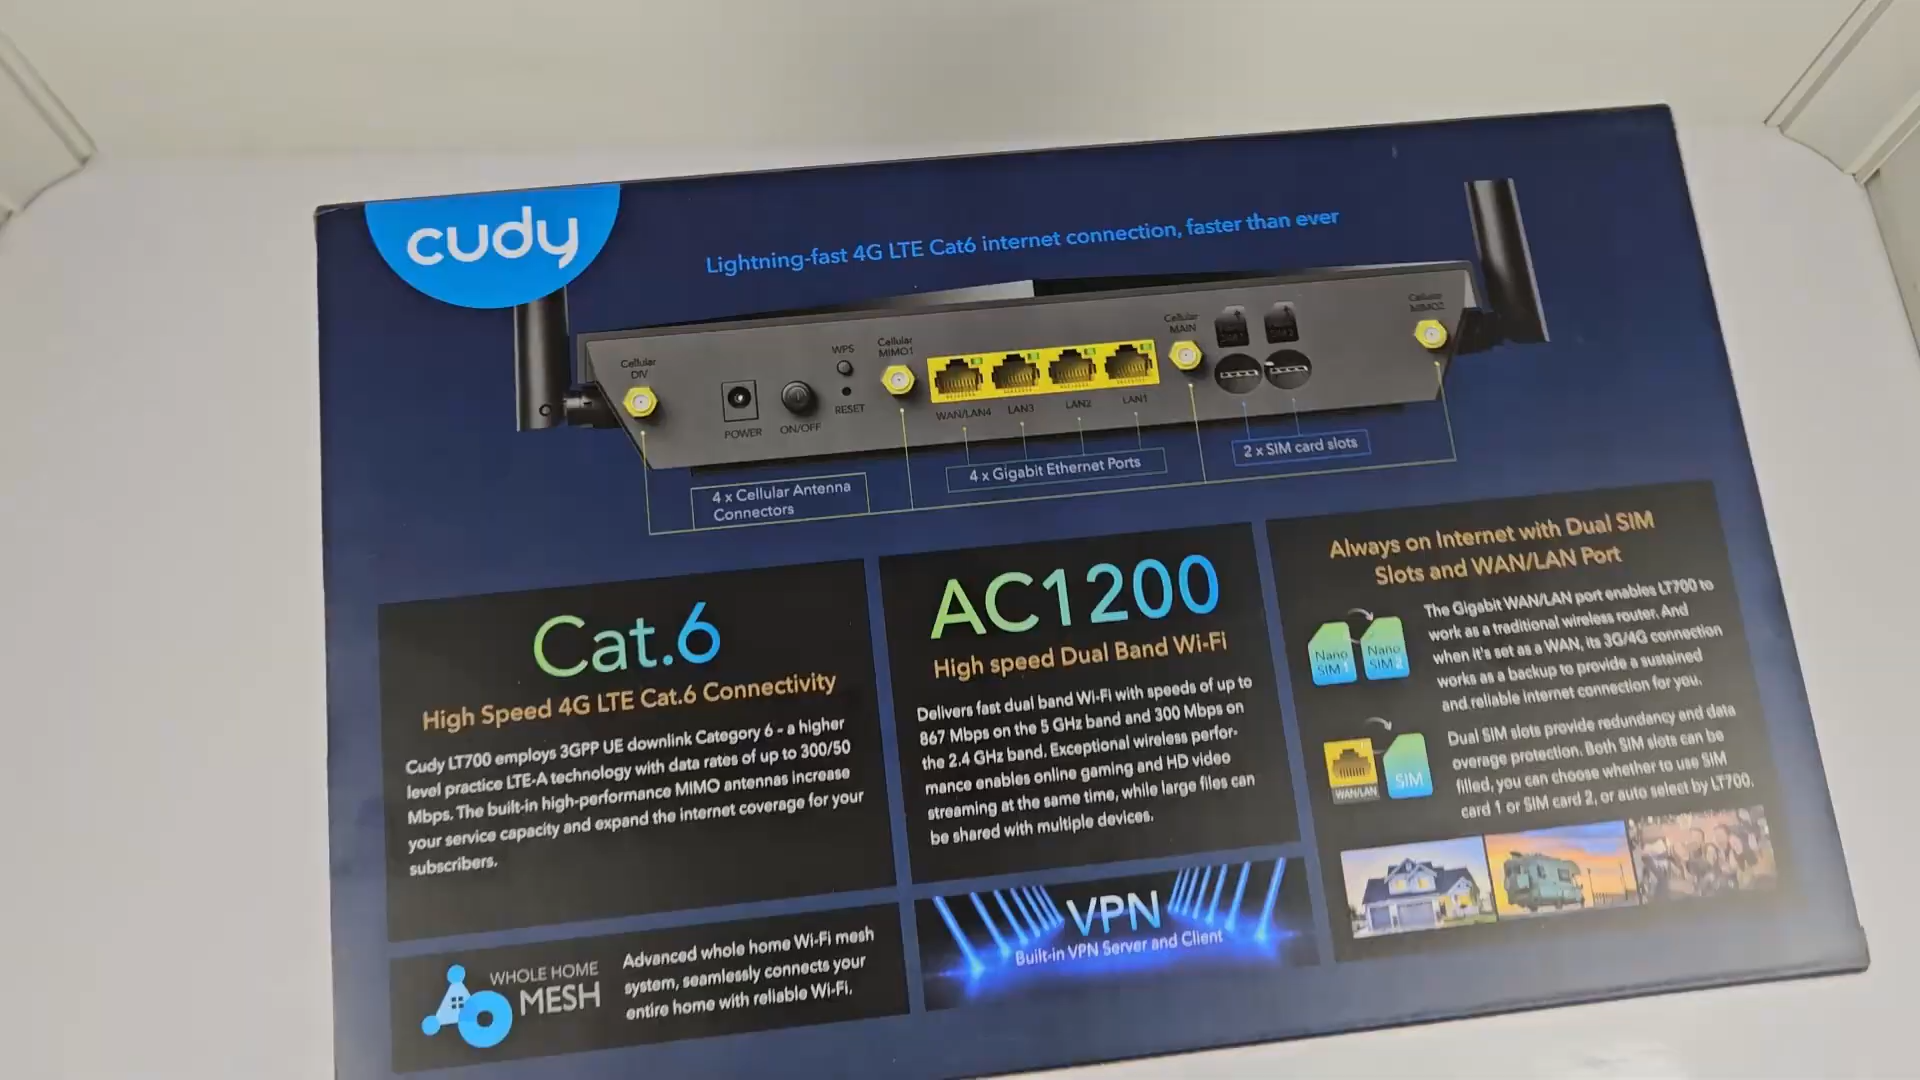 cudy
Lightning-fast 4G LTE Cat6 internet connection, faster than ever
Cellular
DIV
POWER
ON/OFF
WPS
RESET
Cellular
MIMO1
WAN/LAN4
LAN3
LAN2
LAN1
Cellular
MAIN
Cellular
MIMO2
4 x Cellular Antenna
Connectors
4 x Gigabit Ethernet Ports
2 x SIM card slots
Cat.6
High Speed 4G LTE Cat.6 Connectivity
Cudy LT700 employs 3GPP UE downlink Category 6 - a higher
level practice LTE-A technology with data rates of up to 300/50
Mbps. The built-in high-performance MIMO antennas increase
your service capacity and expand the internet coverage for your
subscribers.
AC1200
High speed Dual Band Wi-Fi
Delivers fast dual band Wi-Fi with speeds of up to
867 Mbps on the 5 GHz band and 300 Mbps on
the 2.4 GHz band. Exceptional wireless perfor-
mance enables online gaming and HD video
streaming at the same time, while large files can
be shared with multiple devices.
Always on Internet with Dual SIM
Slots and WAN/LAN Port
Nano
SIM 1
Nano
SIM 2
The Gigabit WAN/LAN port enables LT700 to
work as a traditional wireless router. And
when it's set as a WAN, its 3G/4G connection
works as a backup to provide a sustained
and reliable internet connection for you.
WAN/LAN
SIM
Dual SIM slots provide redundancy and data
overage protection. Both SIM slots can be
filled, you can choose whether to use SIM
card 1 or SIM card 2, or auto select by LT700.
WHOLE HOME
MESH
Advanced whole home Wi-Fi mesh
system, seamlessly connects your
entire home with reliable Wi-Fi.
VPN
Built-in VPN Server and Client